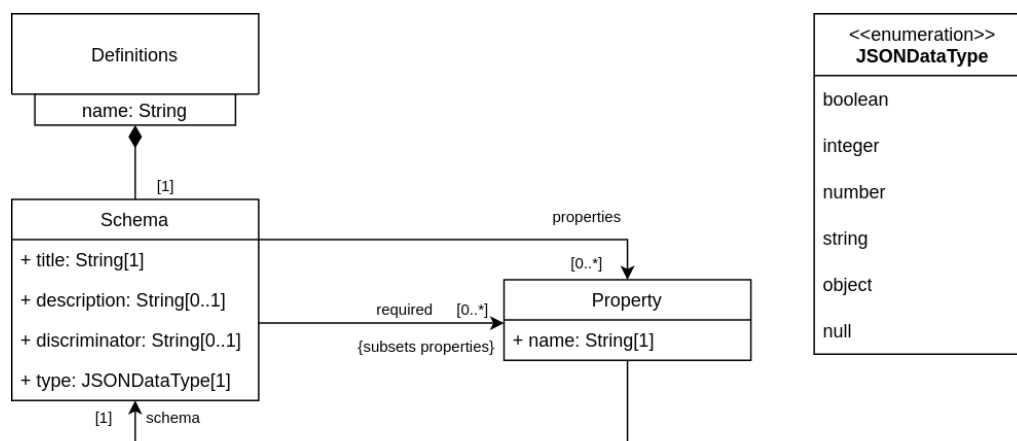 Definitions
name: String
[1]
Schema
+ title: String[1]
+ description: String[0..1]
+ discriminator: String[0..1]
+ type: JSONDataType[1]
[1] schema
properties
[0..*]
required [0..*]
{subsets properties}
Property
+ name: String[1]
<<enumeration>>
JSONDataType
boolean
integer
number
string
object
null